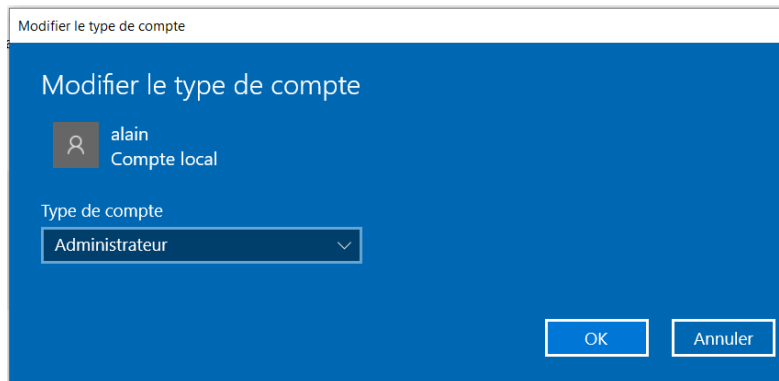 Modifier le type de compte
Modifier le type de compte
alain
Compte local
Type de compte
Administrateur
OK
Annuler